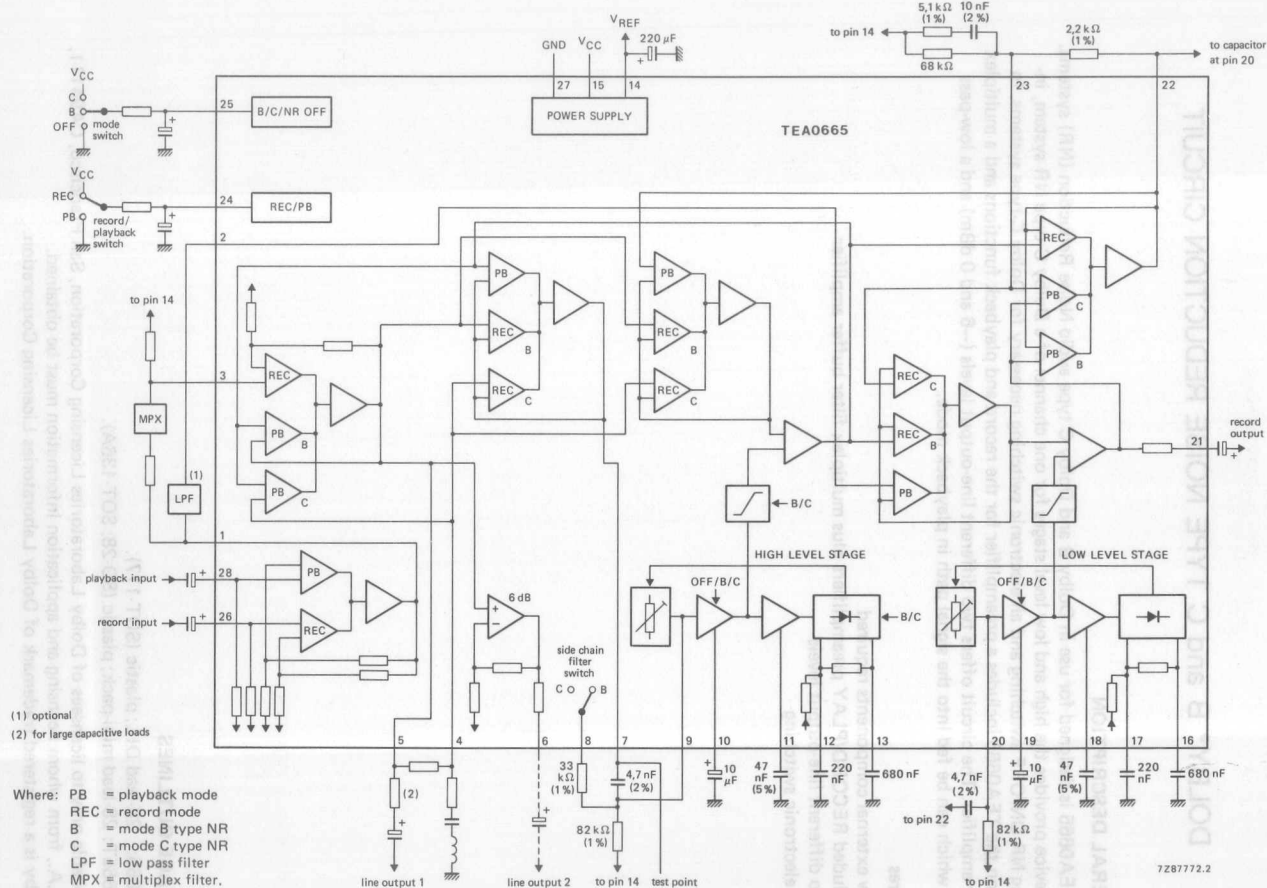 5,1 kΩ (1%)
10 nF (2%)
to pin 14
68 kΩ
2,2 kΩ (1%)
to capacitor at pin 20
V_REF
220 µF
GND
V_CC
27
15
14
23
22
POWER SUPPLY
TEA0665
V_CC
C
B
OFF
mode switch
25
B/C/NR OFF
V_CC
REC
PB
record/playback switch
24
REC/PB
2
to pin 14
3
MPX
(1)
LPF
1
REC
PB
B
PB
C
PB
REC
B
REC
C
PB
REC
B
REC
C
REC
PB
C
PB
B
REC
C
REC
B
PB
21
record output
playback input
28
record input
26
PB
REC
6 dB
side chain filter switch
C
B
B/C
HIGH LEVEL STAGE
OFF/B/C
B/C
LOW LEVEL STAGE
OFF/B/C
5
4
6
8
7
9
10
11
12
13
20
19
18
17
16
(2)
33 kΩ (1%)
4,7 nF (2%)
82 kΩ (1%)
10 µF
47 nF (5%)
220 nF
680 nF
4,7 nF (2%)
to pin 22
82 kΩ (1%)
10 µF
47 nF (5%)
220 nF
680 nF
line output 1
line output 2
to pin 14
test point
to pin 14
7Z87772.2
(1) optional
(2) for large capacitive loads
Where: PB = playback mode
REC = record mode
B = mode B type NR
C = mode C type NR
LPF = low pass filter
MPX = multiplex filter.